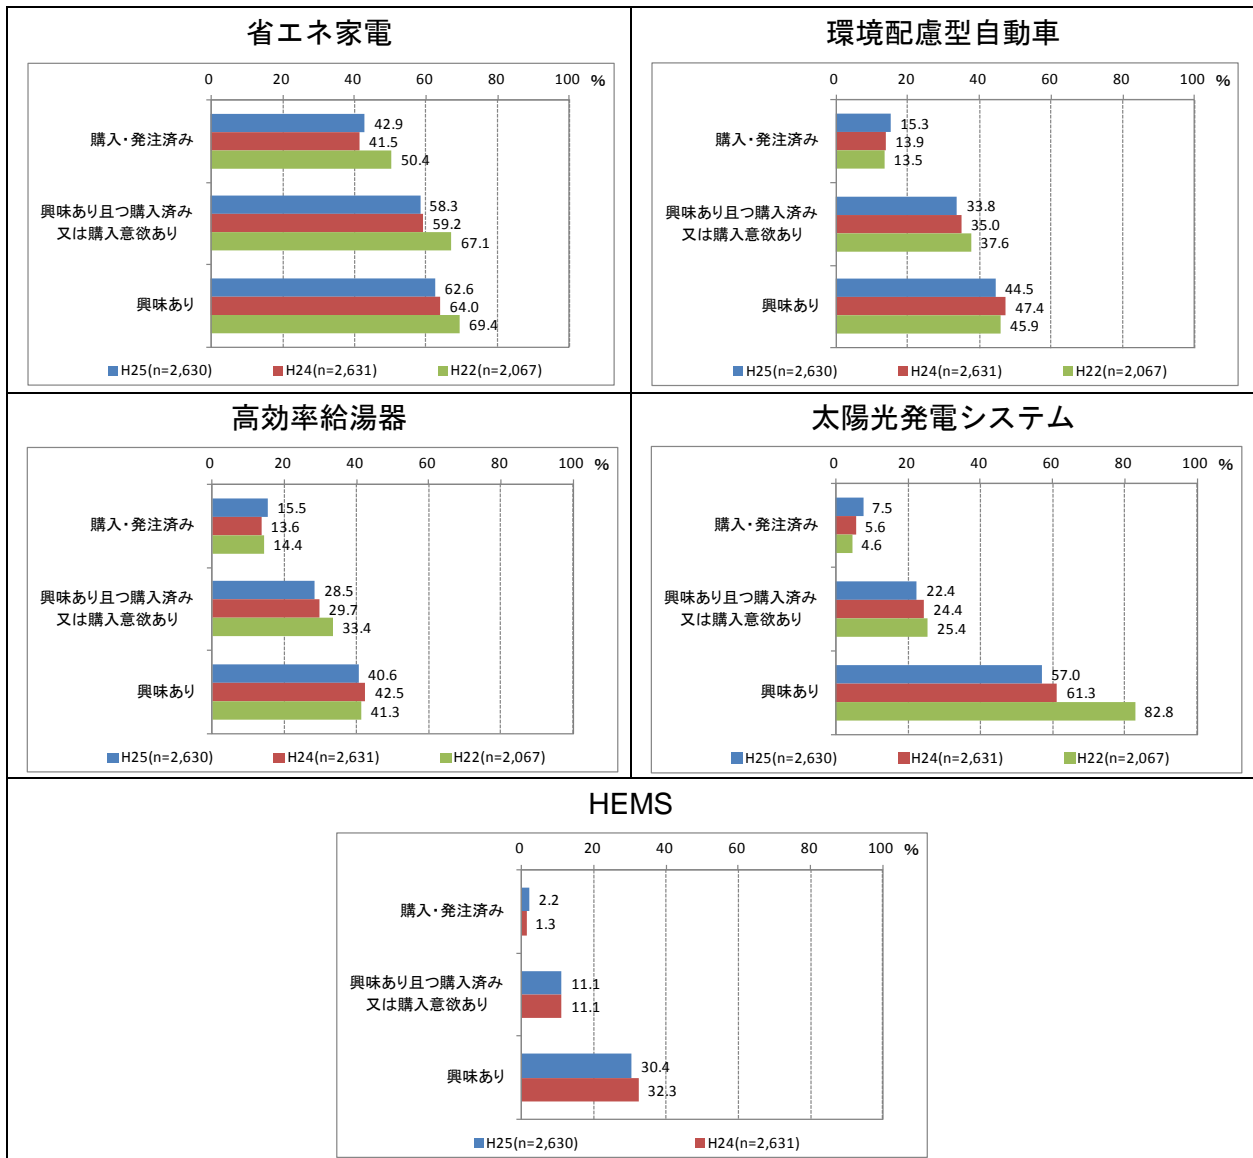 省エネ家電
0 20 40 60 80 100 %
購入・発注済み
42.9
41.5
50.4
興味あり且つ購入済み
又は購入意欲あり
58.3
59.2
67.1
興味あり
62.6
64.0
69.4
H25(n=2,630) H24(n=2,631) H22(n=2,067)
環境配慮型自動車
0 20 40 60 80 100 %
購入・発注済み
15.3
13.9
13.5
興味あり且つ購入済み
又は購入意欲あり
33.8
35.0
37.6
興味あり
44.5
47.4
45.9
H25(n=2,630) H24(n=2,631) H22(n=2,067)
高効率給湯器
0 20 40 60 80 100 %
購入・発注済み
15.5
13.6
14.4
興味あり且つ購入済み
又は購入意欲あり
28.5
29.7
33.4
興味あり
40.6
42.5
41.3
H25(n=2,630) H24(n=2,631) H22(n=2,067)
太陽光発電システム
0 20 40 60 80 100 %
購入・発注済み
7.5
5.6
4.6
興味あり且つ購入済み
又は購入意欲あり
22.4
24.4
25.4
興味あり
57.0
61.3
82.8
H25(n=2,630) H24(n=2,631) H22(n=2,067)
HEMS
0 20 40 60 80 100 %
購入・発注済み
2.2
1.3
興味あり且つ購入済み
又は購入意欲あり
11.1
11.1
興味あり
30.4
32.3
H25(n=2,630) H24(n=2,631)